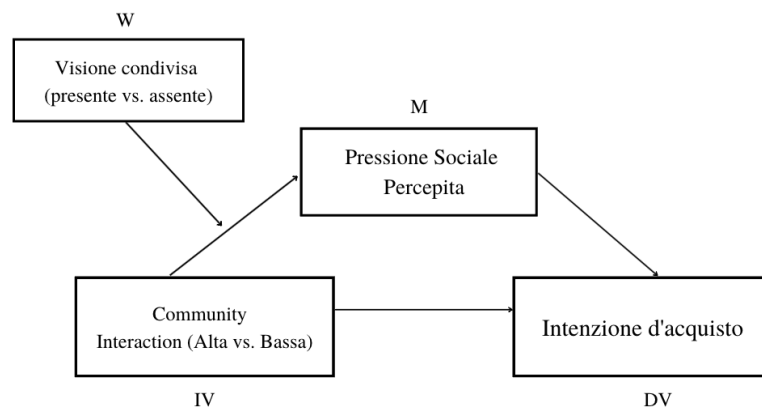 W
Visione condivisa
(presente vs. assente)
M
Pressione Sociale
Percepita
Community
Interaction (Alta vs. Bassa)
IV
Intenzione d'acquisto
DV